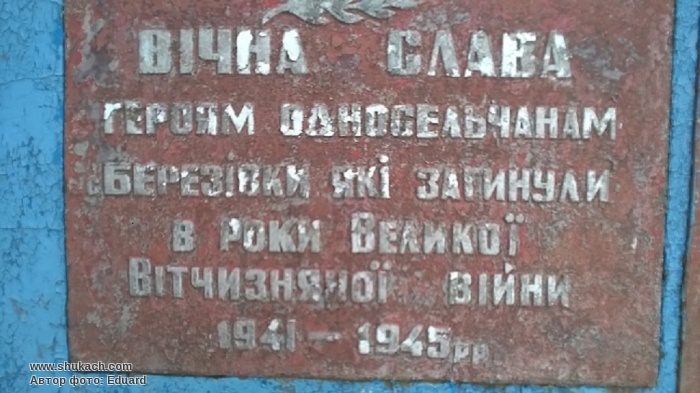 ВІЧНА СЛАВА
ГЕРОЯМ ОДНОСЕЛЬЧАНАМ
БЕРЕЗІВКИ ЯКІ ЗАГИНУЛИ
В РОКИ ВЕЛИКОЇ
ВІТЧИЗНЯНОЇ ВІЙНИ
1941 — 1945рр
www.shukach.com
Автор фото: Eduard